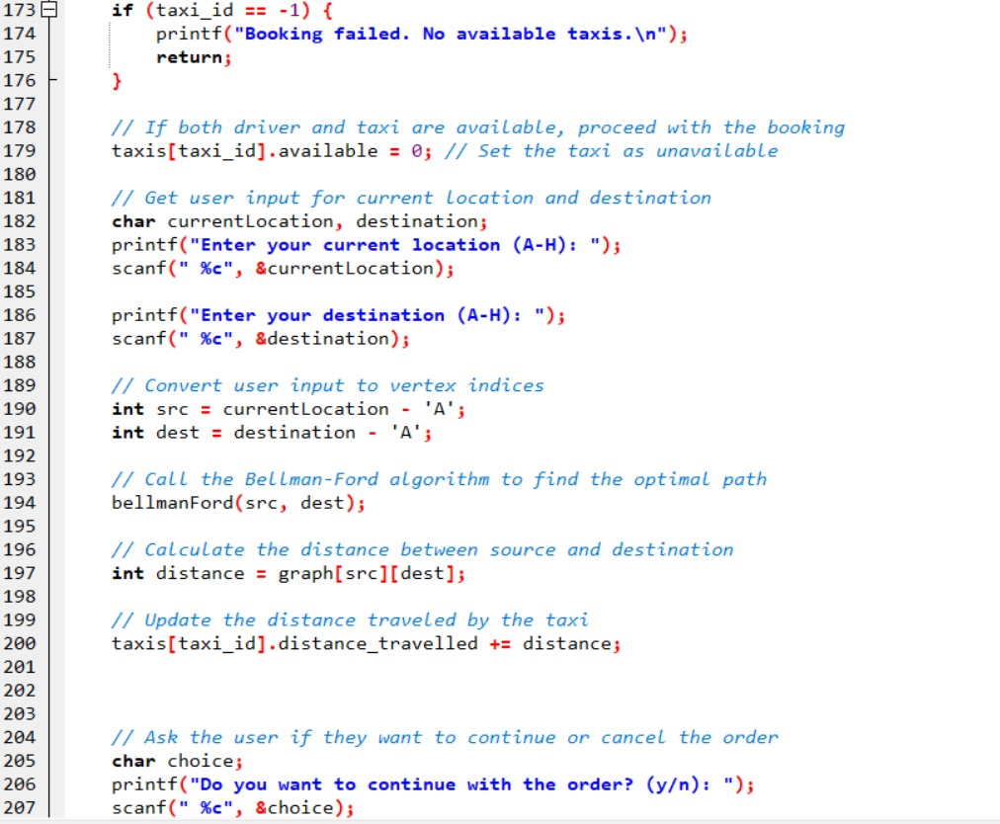 173 if (taxi_id == -1) {
174 printf("Booking failed. No available taxis.\n");
175 return;
176 }
177
178 // If both driver and taxi are available, proceed with the booking
179 taxis[taxi_id].available = 0; // Set the taxi as unavailable
180
181 // Get user input for current location and destination
182 char currentLocation, destination;
183 printf("Enter your current location (A-H): ");
184 scanf(" %c", &currentLocation);
185
186 printf("Enter your destination (A-H): ");
187 scanf(" %c", &destination);
188
189 // Convert user input to vertex indices
190 int src = currentLocation - 'A';
191 int dest = destination - 'A';
192
193 // Call the Bellman-Ford algorithm to find the optimal path
194 bellmanFord(src, dest);
195
196 // Calculate the distance between source and destination
197 int distance = graph[src][dest];
198
199 // Update the distance traveled by the taxi
200 taxis[taxi_id].distance_travelled += distance;
201
202
203
204 // Ask the user if they want to continue or cancel the order
205 char choice;
206 printf("Do you want to continue with the order? (y/n): ");
207 scanf(" %c", &choice);